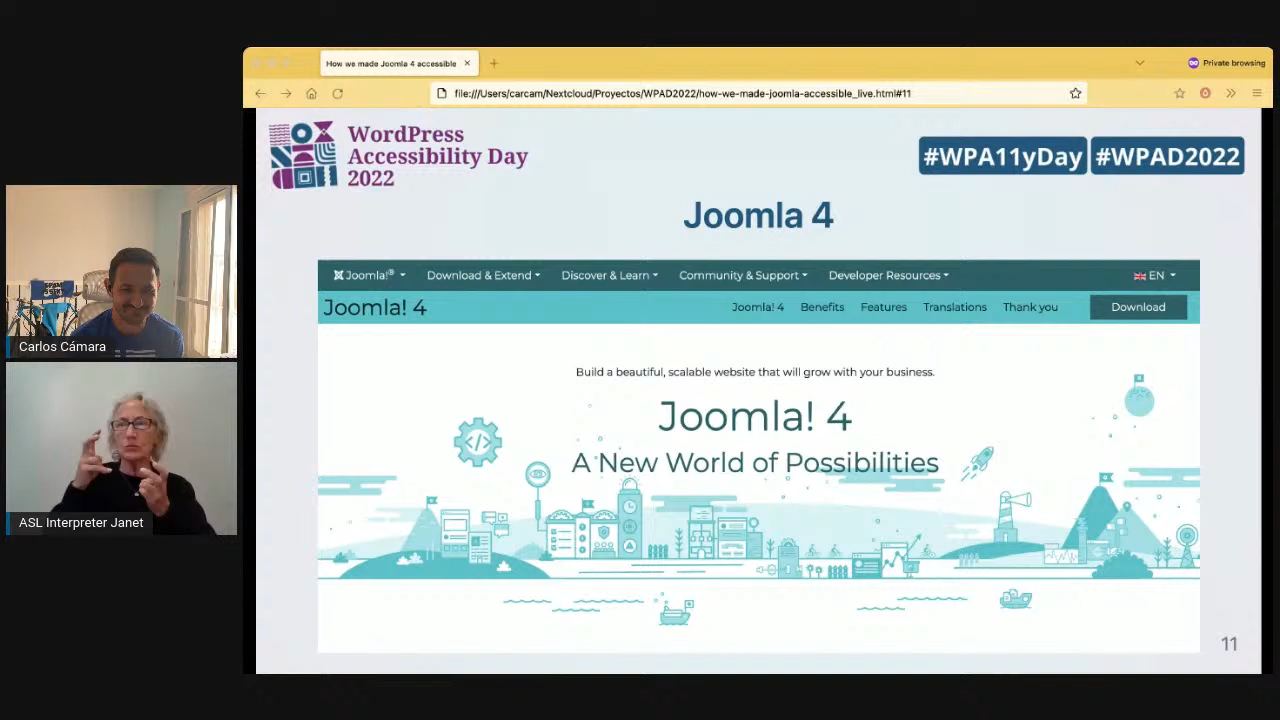 How we made Joomla 4 accessible
Private browsing
file:///Users/carcam/Nextcloud/Proyectos/WPAD2022/how-we-made-joomla-accessible_live.html#11
WordPress
Accessibility Day
2022
#WPA11yDay #WPAD2022
Joomla 4
Joomla!® Download & Extend Discover & Learn Community & Support Developer Resources EN
Joomla! 4 Joomla! 4 Benefits Features Translations Thank you Download
Build a beautiful, scalable website that will grow with your business.
Joomla! 4
A New World of Possibilities
11
Carlos Cámara
ASL Interpreter Janet